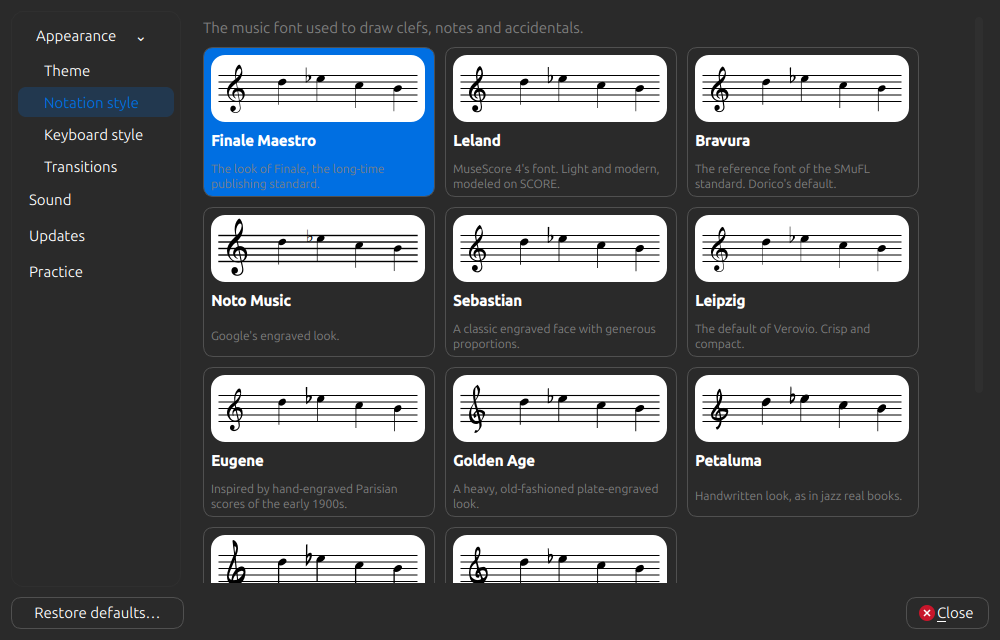 Appearance
Theme
Notation style
Keyboard style
Transitions
Sound
Updates
Practice
The music font used to draw clefs, notes and accidentals.
Finale Maestro
The look of Finale, the long-time
publishing standard.
Leland
MuseScore 4's font. Light and modern,
modeled on SCORE.
Bravura
The reference font of the SMuFL
standard. Dorico's default.
Noto Music
Google's engraved look.
Sebastian
A classic engraved face with generous
proportions.
Leipzig
The default of Verovio. Crisp and
compact.
Eugene
Inspired by hand-engraved Parisian
scores of the early 1900s.
Golden Age
A heavy, old-fashioned plate-engraved
look.
Petaluma
Handwritten look, as in jazz real books.
Restore defaults…
Close